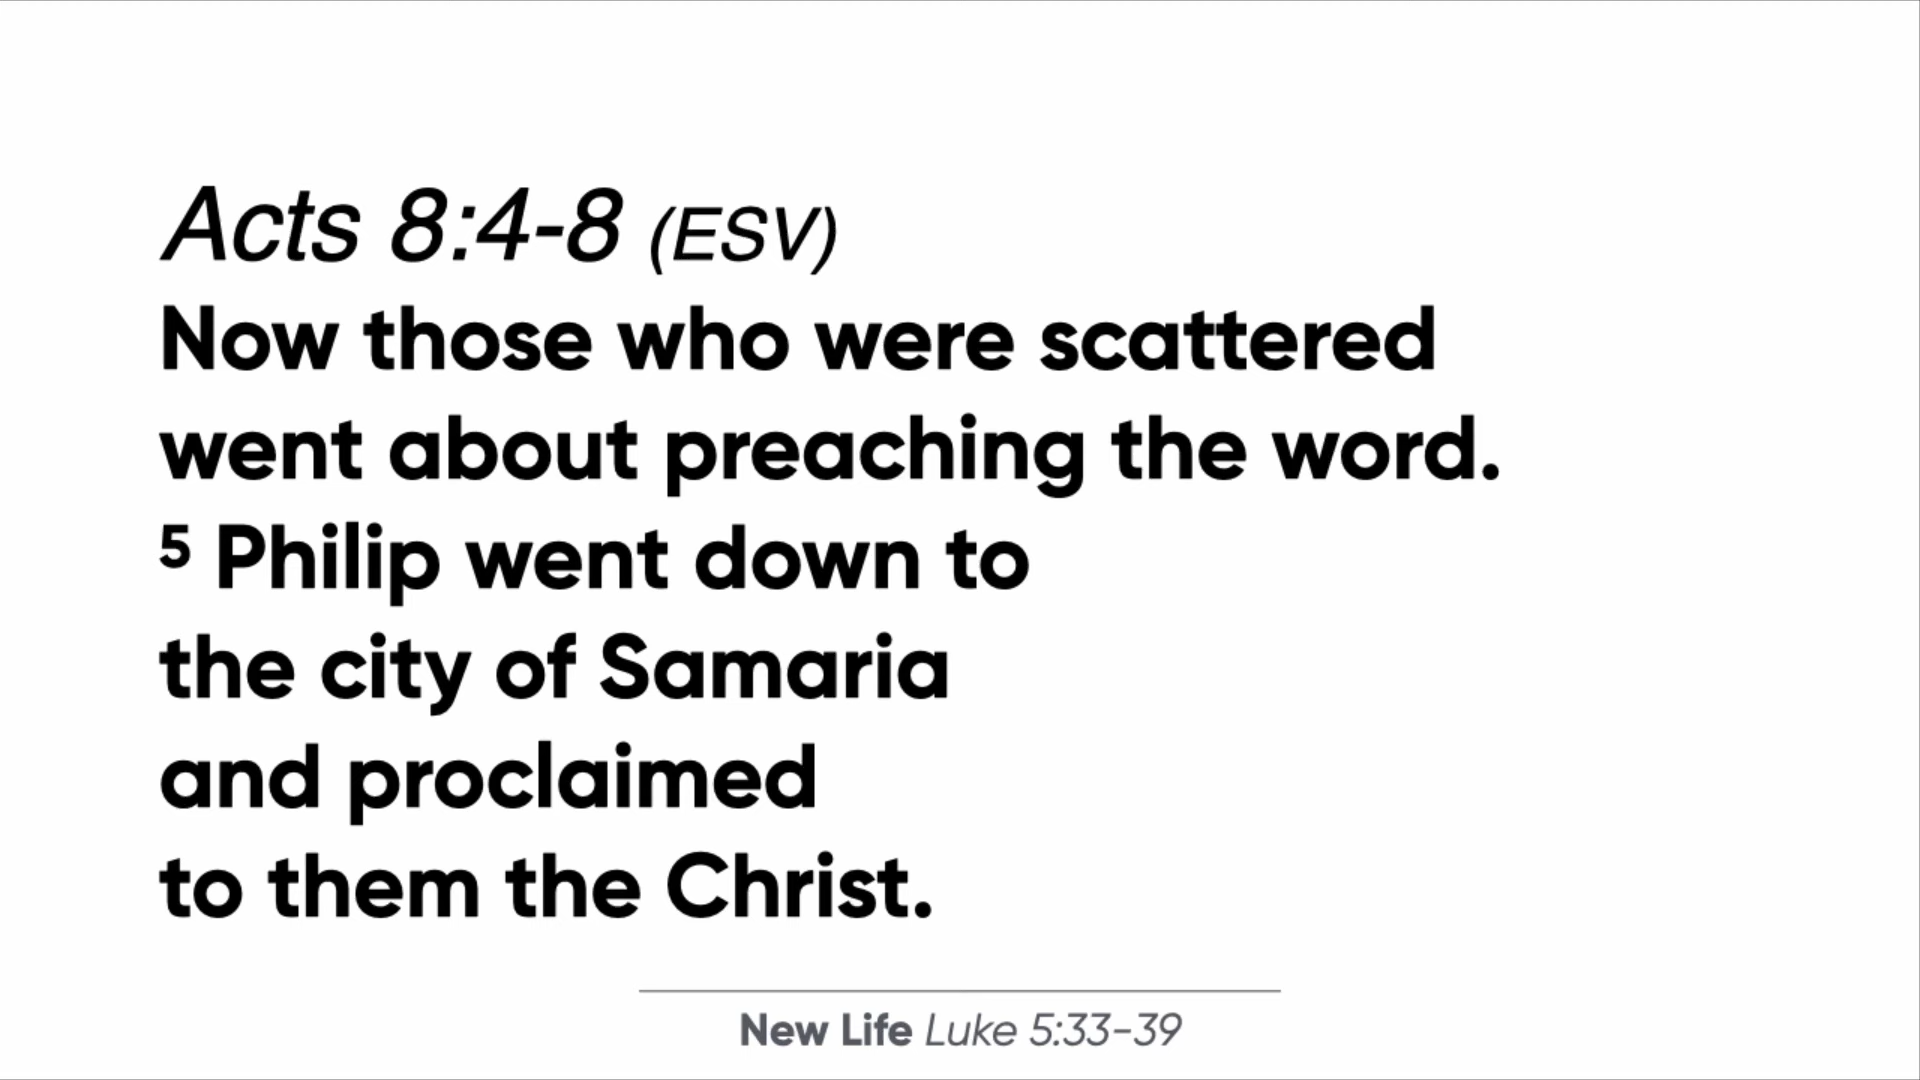 Acts 8:4-8 (ESV)
Now those who were scattered
went about preaching the word.
⁵ Philip went down to
the city of Samaria
and proclaimed
to them the Christ.
New Life Luke 5:33–39